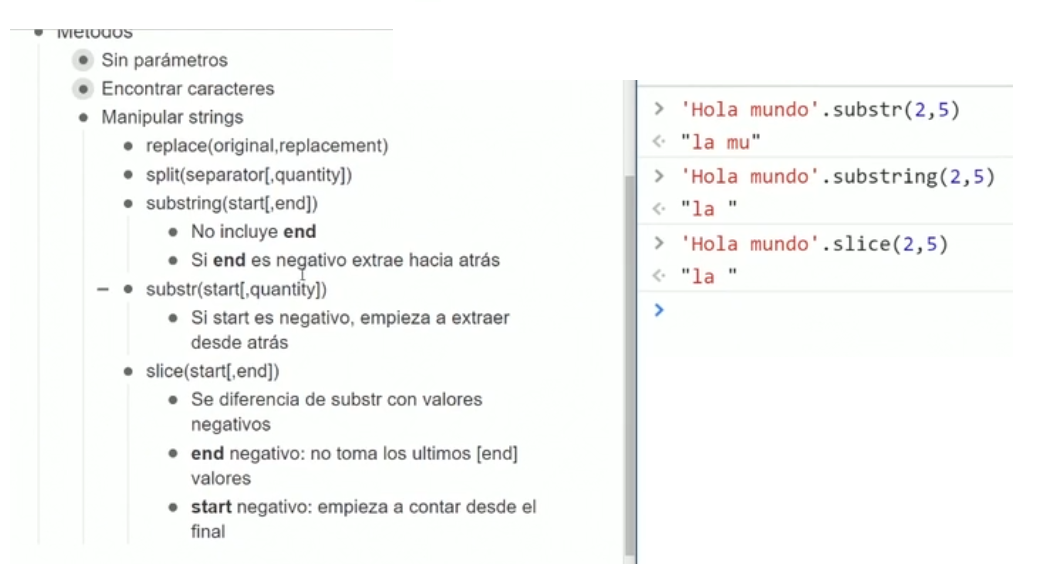 Métodos
Sin parámetros
Encontrar caracteres
Manipular strings
replace(original,replacement)
split(separator[,quantity])
substring(start[,end])
No incluye end
Si end es negativo extrae hacia atrás
substr(start[,quantity])
Si start es negativo, empieza a extraer
desde atrás
slice(start[,end])
Se diferencia de substr con valores
negativos
end negativo: no toma los ultimos [end]
valores
start negativo: empieza a contar desde el
final
> 'Hola mundo'.substr(2,5)
"la mu"
> 'Hola mundo'.substring(2,5)
"la "
> 'Hola mundo'.slice(2,5)
"la "
>